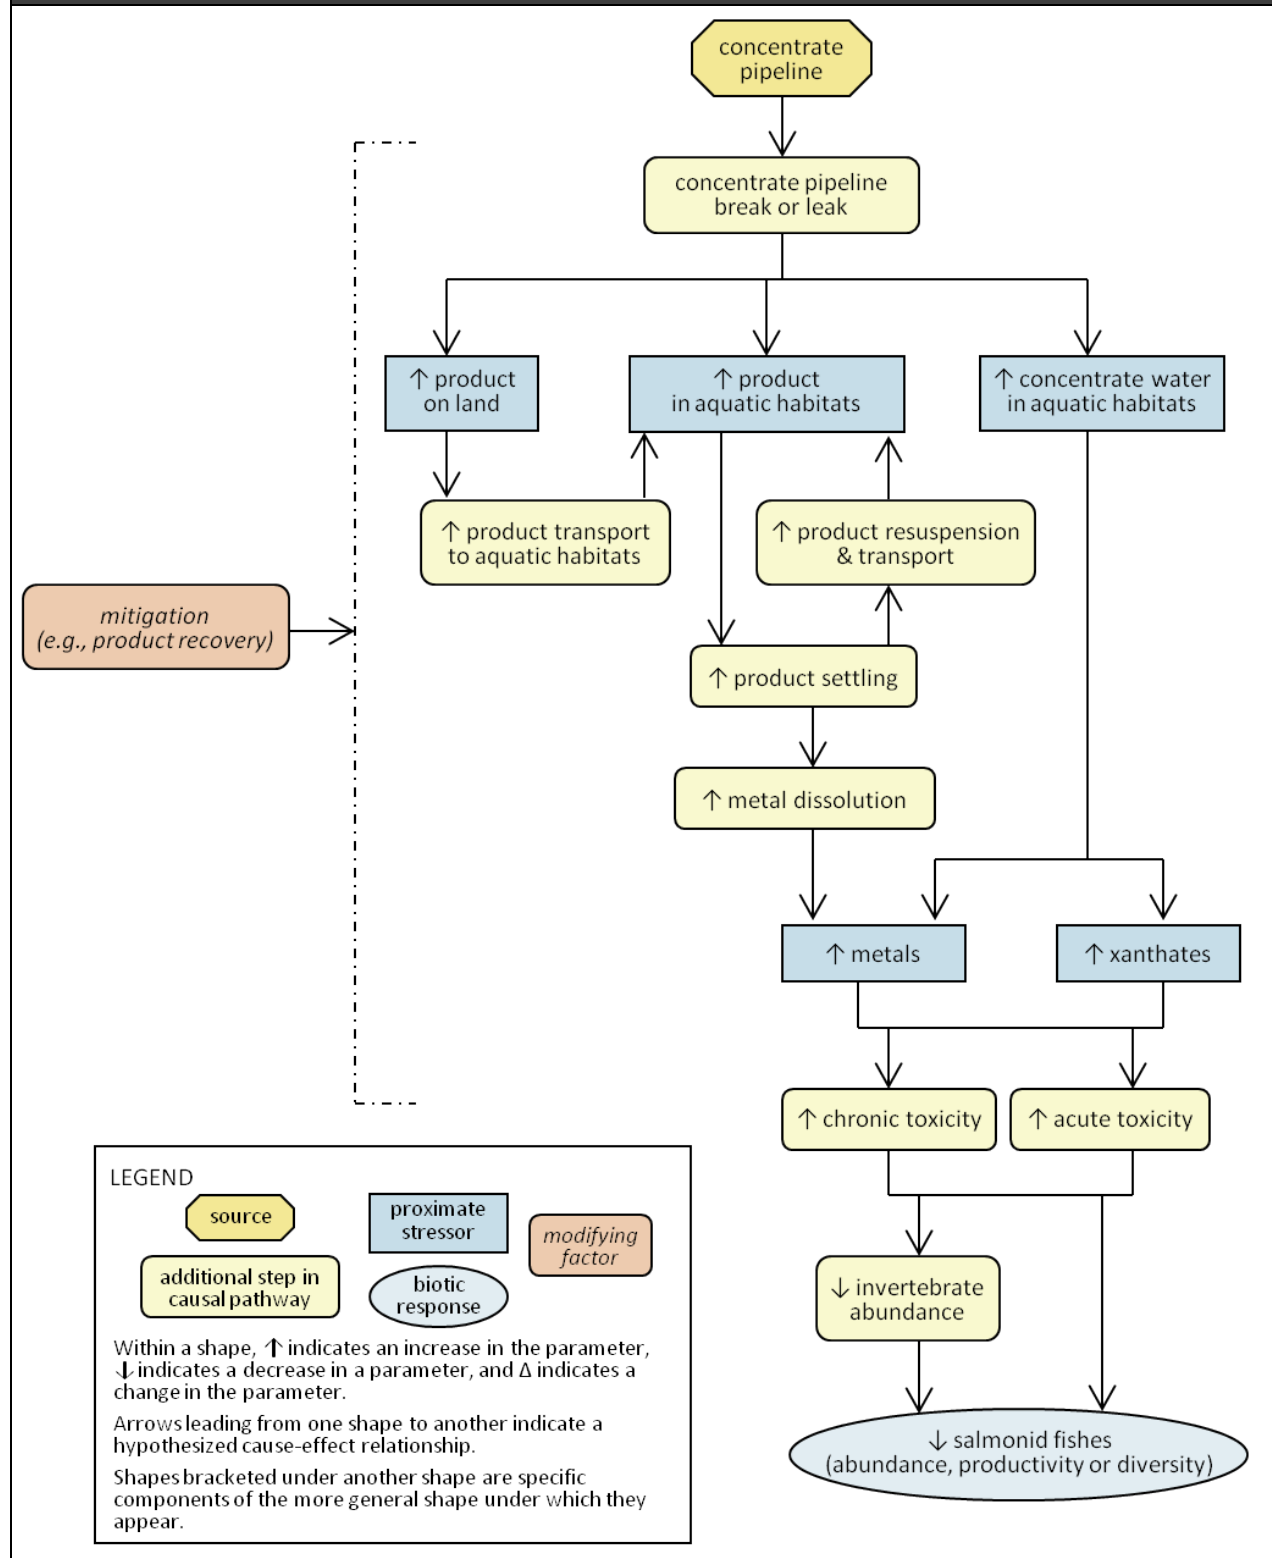 concentrate
pipeline
concentrate pipeline
break or leak
↑ product
on land
↑ product
in aquatic habitats
↑ concentrate water
in aquatic habitats
↑ product transport
to aquatic habitats
↑ product resuspension
& transport
mitigation
(e.g., product recovery)
↑ product settling
↑ metal dissolution
↑ metals
↑ xanthates
↑ chronic toxicity
↑ acute toxicity
↓ invertebrate
abundance
↓ salmonid fishes
(abundance, productivity or diversity)
LEGEND
source
proximate
stressor
modifying
factor
additional step in
causal pathway
biotic
response
Within a shape, ↑ indicates an increase in the parameter,
↓ indicates a decrease in a parameter, and Δ indicates a
change in the parameter.
Arrows leading from one shape to another indicate a
hypothesized cause-effect relationship.
Shapes bracketed under another shape are specific
components of the more general shape under which they
appear.